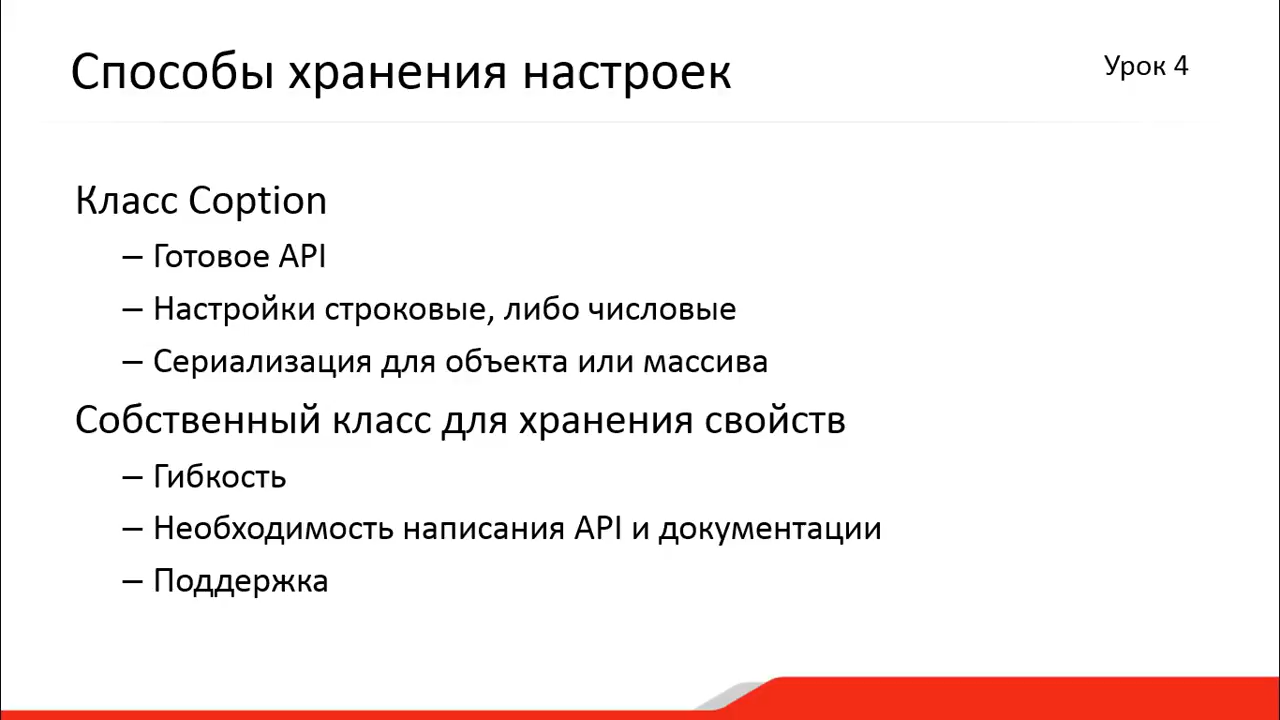 Способы хранения настроек
Урок 4
Класс Coption
– Готовое API
– Настройки строковые, либо числовые
– Сериализация для объекта или массива
Собственный класс для хранения свойств
– Гибкость
– Необходимость написания API и документации
– Поддержка